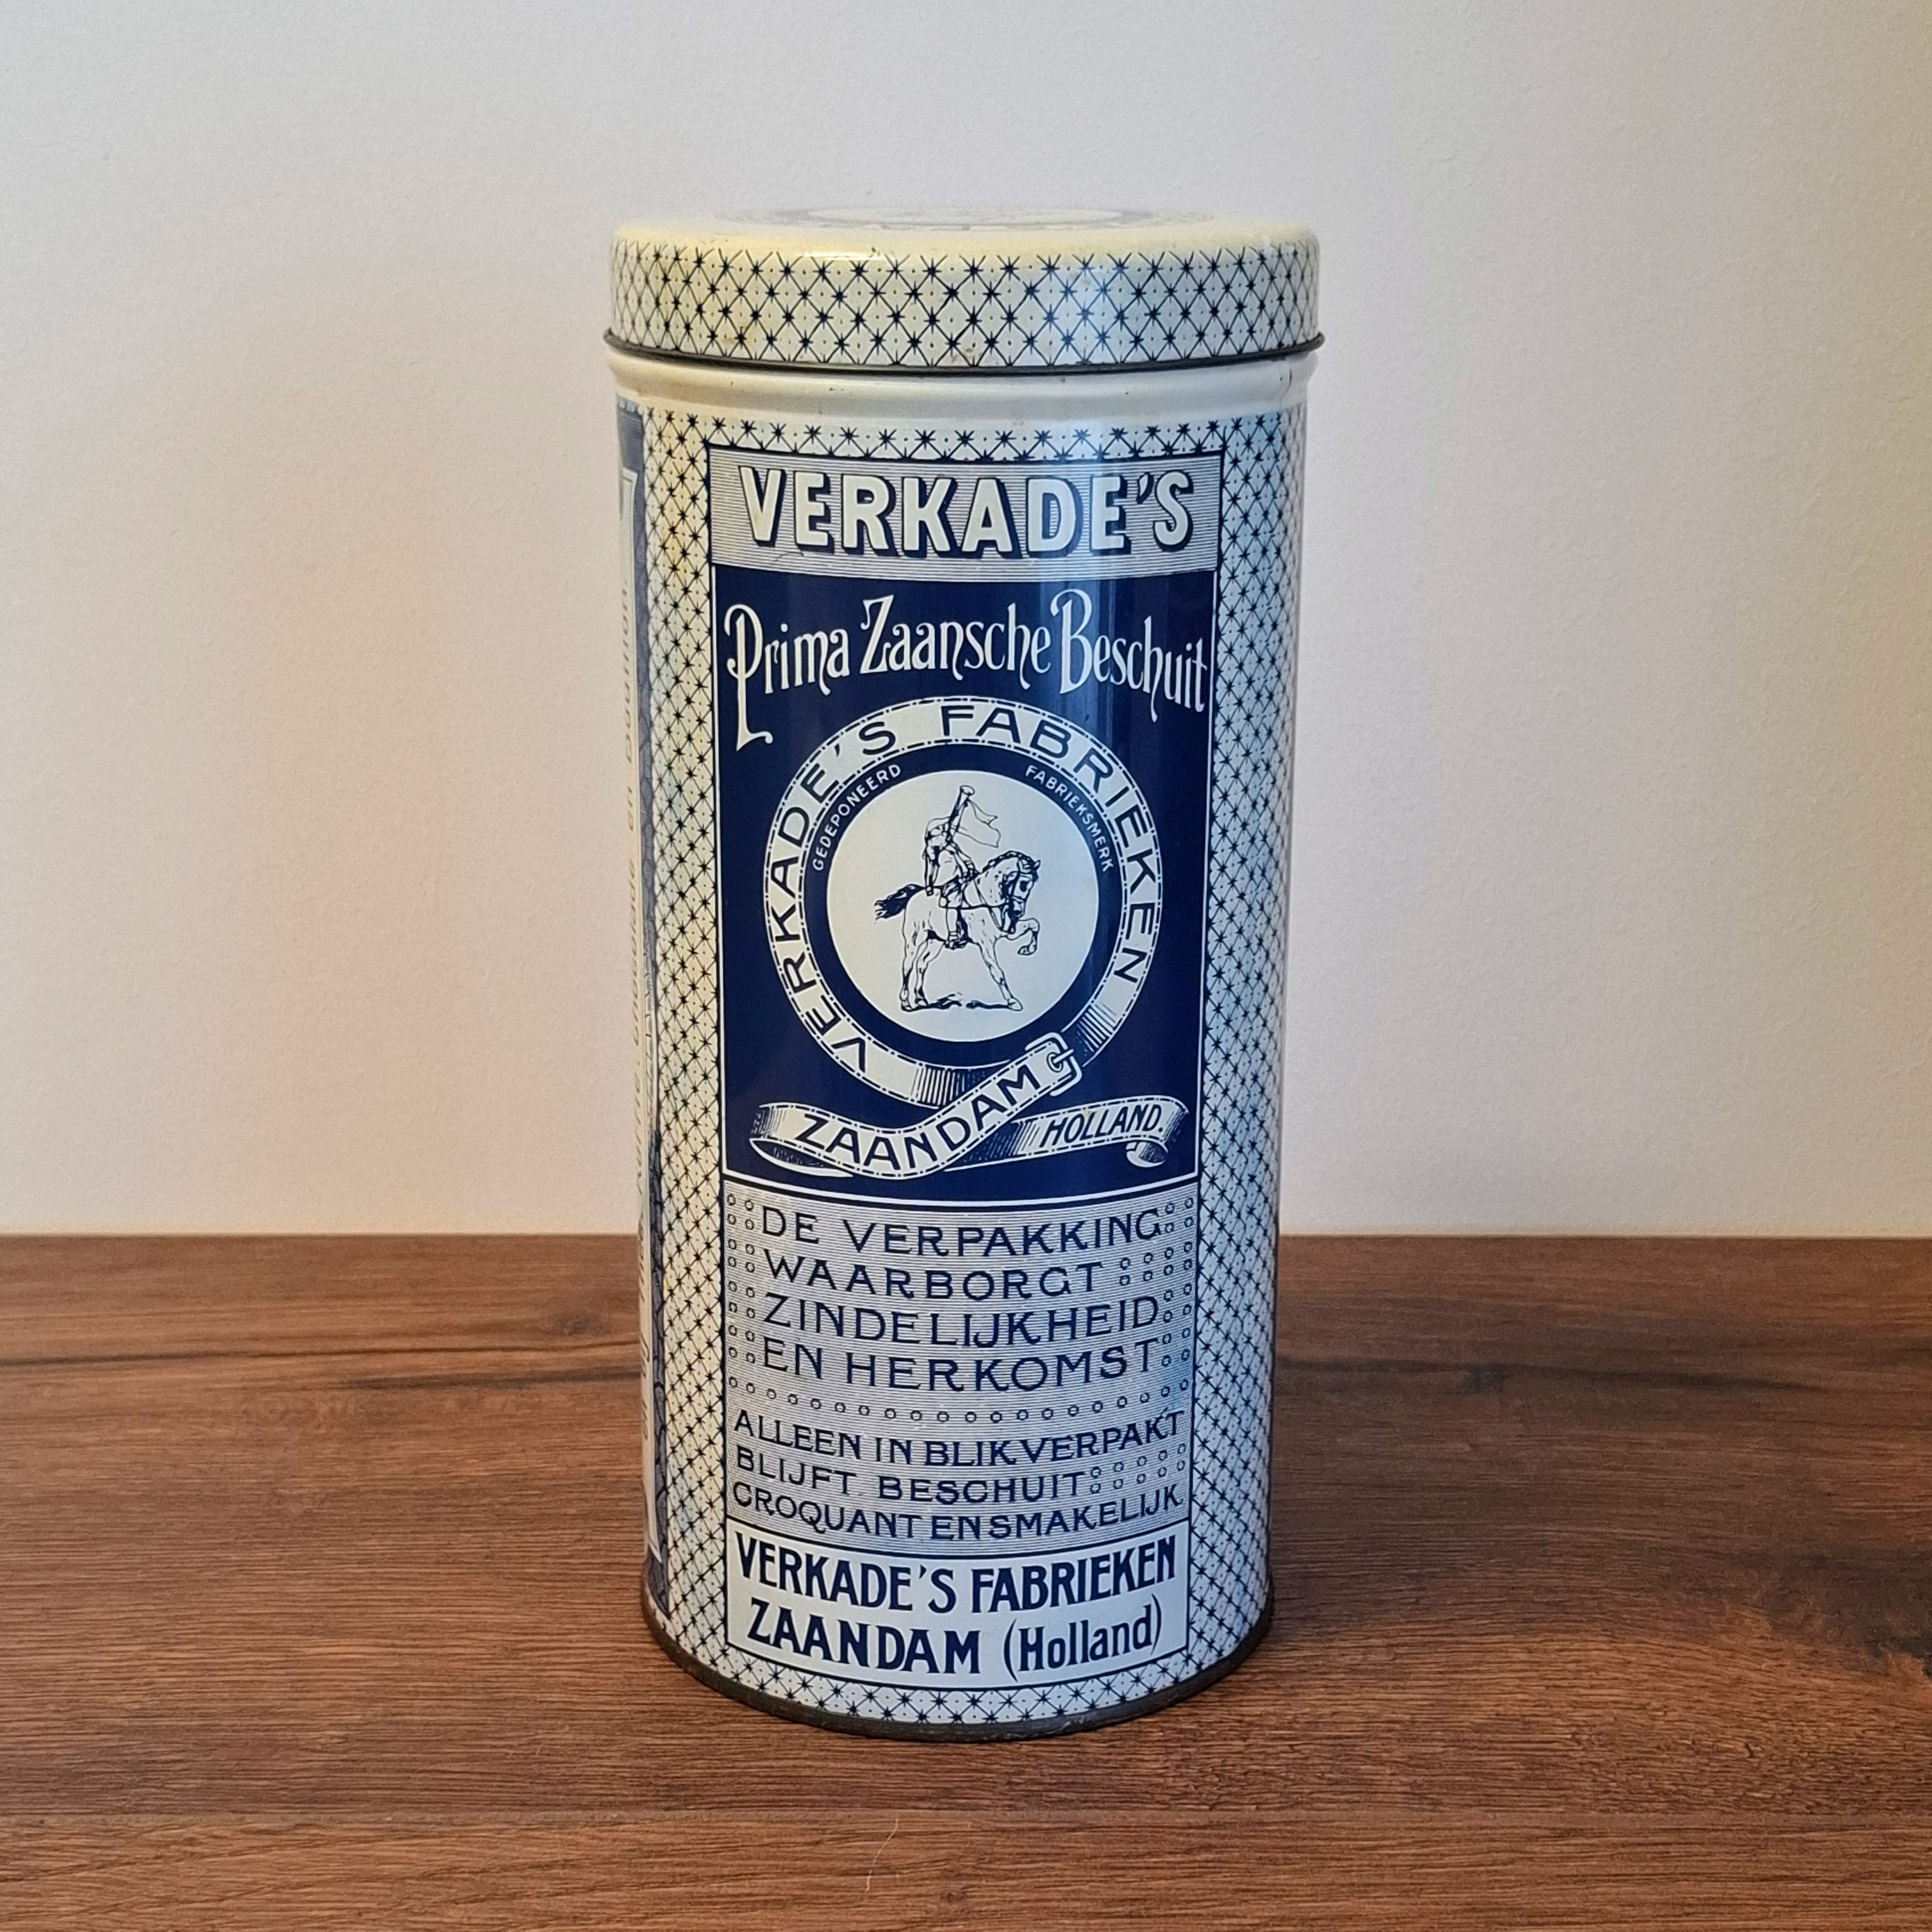 VERKADE'S
Prima Zaansche Beschuit
VERKADE'S FABRIEKEN
GEDEPONEERD FABRIEKSMERK
ZAANDAM HOLLAND.
DE VERPAKKING
WAARBORGT
ZINDELIJKHEID
EN HERKOMST
ALLEEN IN BLIK VERPAKT
BLIJFT BESCHUIT
CROQUANT EN SMAKELIJK
VERKADE'S FABRIEKEN
ZAANDAM (Holland)